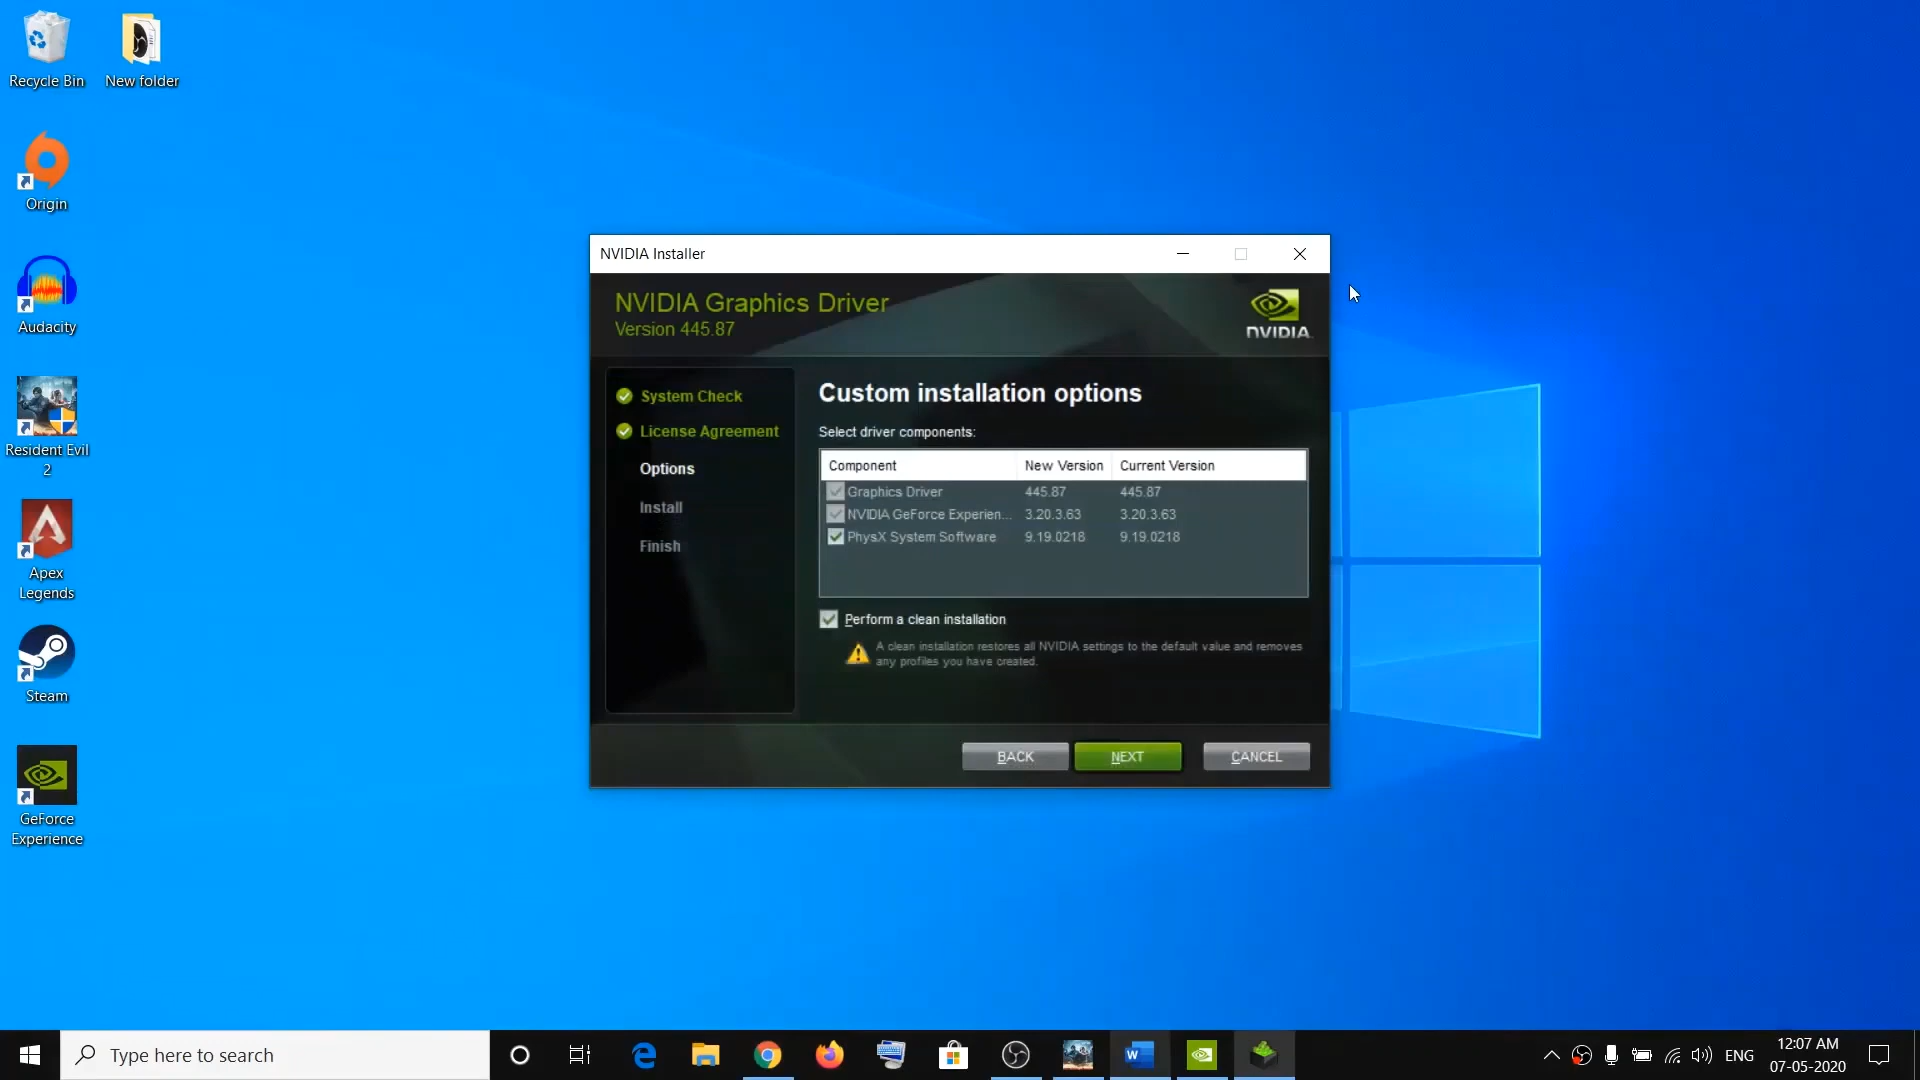 Recycle Bin
New folder
Origin
Audacity
Resident Evil
2
Apex
Legends
Steam
GeForce
Experience
NVIDIA Installer
NVIDIA Graphics Driver
Version 445.87
NVIDIA
System Check
License Agreement
Options
Install
Finish
Custom installation options
Select driver components:
Component New Version Current Version
Graphics Driver 445.87 445.87
NVIDIA GeForce Experien... 3.20.3.63 3.20.3.63
PhysX System Software 9.19.0218 9.19.0218
Perform a clean installation
A clean installation restores all NVIDIA settings to the default value and removes
any profiles you have created.
BACK NEXT CANCEL
Type here to search
ENG
12:07 AM
07-05-2020